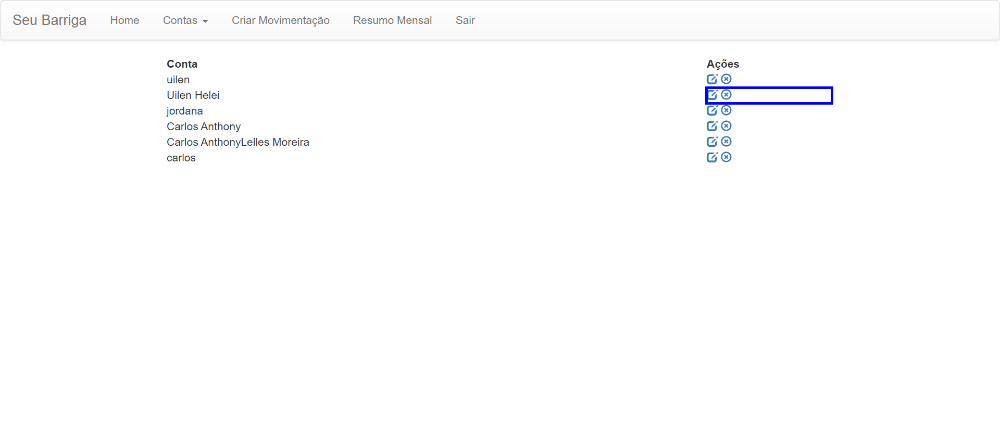 Seu Barriga Home Contas Criar Movimentação Resumo Mensal Sair
Conta Ações
uilen
Uilen Helei
jordana
Carlos Anthony
Carlos AnthonyLelles Moreira
carlos